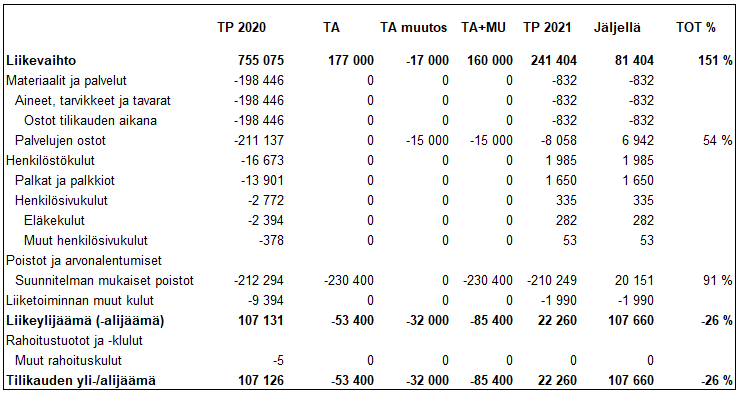 TP 2020 TA TA muutos TA+MU TP 2021 Jäljellä TOT %
Liikevaihto 755 075 177 000 -17 000 160 000 241 404 81 404 151 %
Materiaalit ja palvelut -198 446 0 0 0 -832 -832
Aineet, tarvikkeet ja tavarat -198 446 0 0 0 -832 -832
Ostot tilikauden aikana -198 446 0 0 0 -832 -832
Palvelujen ostot -211 137 0 -15 000 -15 000 -8 058 6 942 54 %
Henkilöstökulut -16 673 0 0 0 1 985 1 985
Palkat ja palkkiot -13 901 0 0 0 1 650 1 650
Henkilösivukulut -2 772 0 0 0 335 335
Eläkekulut -2 394 0 0 0 282 282
Muut henkilösivukulut -378 0 0 0 53 53
Poistot ja arvonalentumiset
Suunnitelman mukaiset poistot -212 294 -230 400 0 -230 400 -210 249 20 151 91 %
Liiketoiminnan muut kulut -9 394 0 0 0 -1 990 -1 990
Liikeylijäämä (-alijäämä) 107 131 -53 400 -32 000 -85 400 22 260 107 660 -26 %
Rahoitustuotot ja -klulut
Muut rahoituskulut -5 0 0 0 0 0
Tilikauden yli-/alijäämä 107 126 -53 400 -32 000 -85 400 22 260 107 660 -26 %